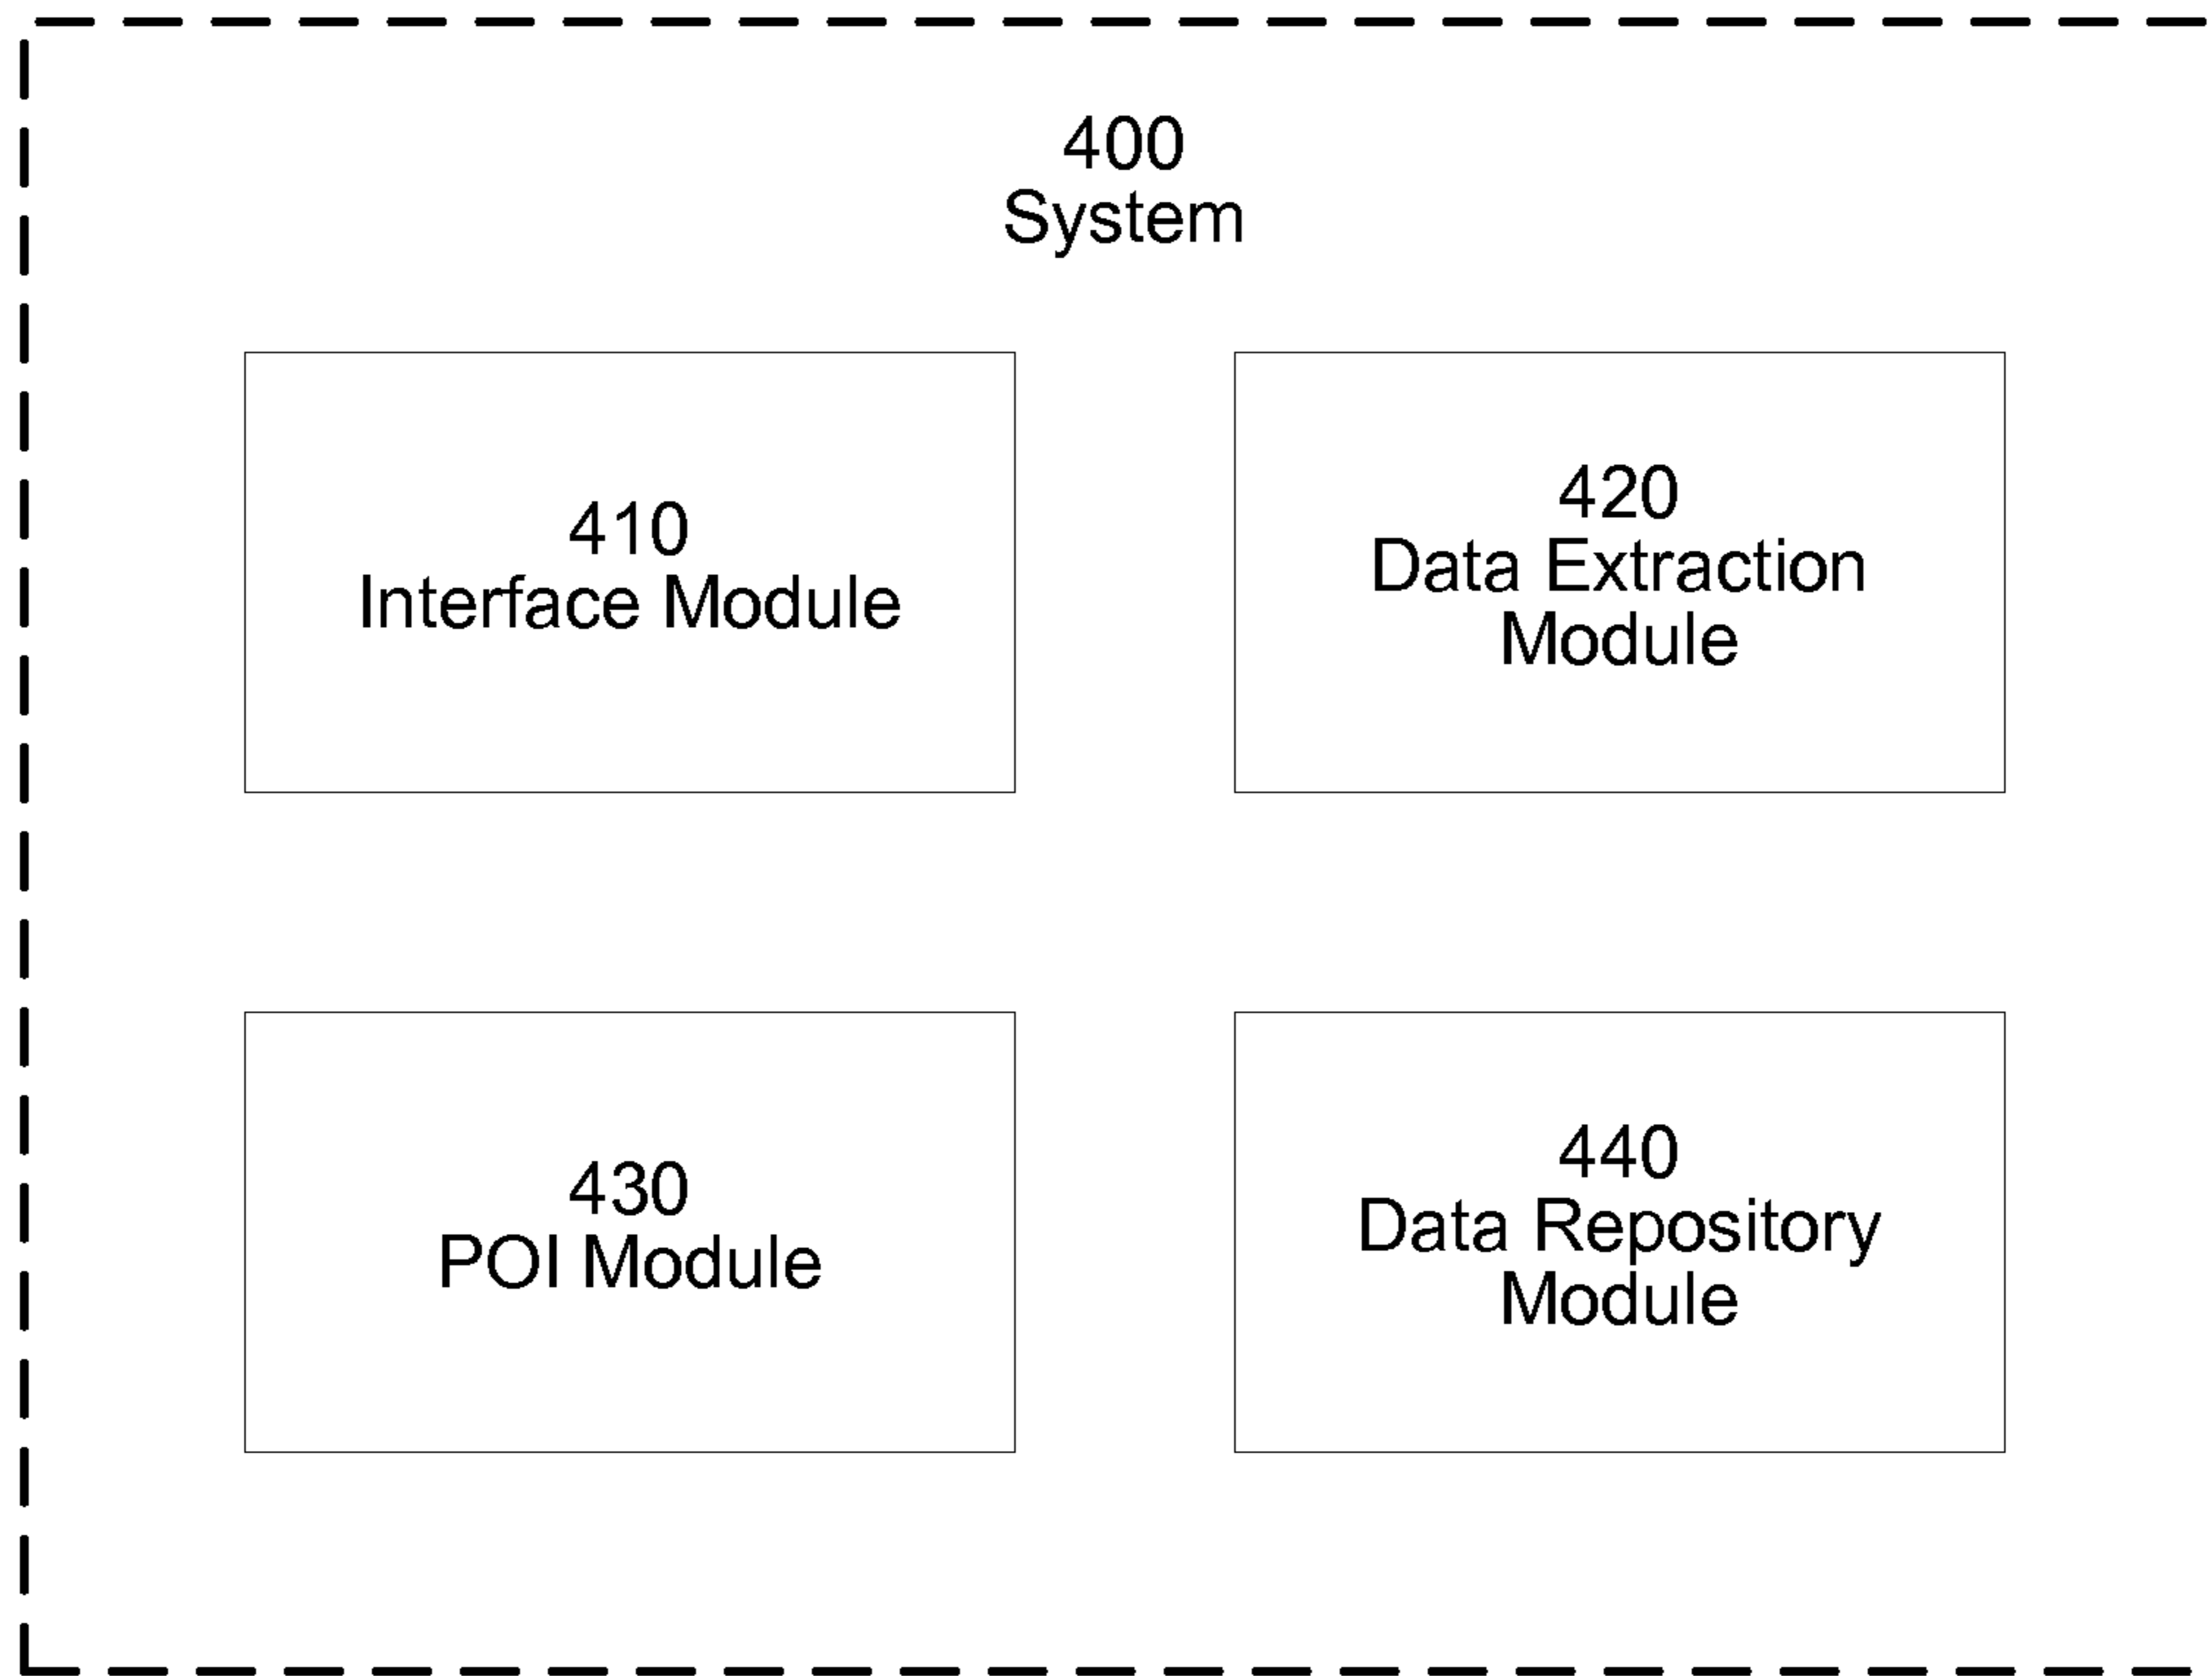 400
System
410
Interface Module
420
Data Extraction
Module
430
POI Module
440
Data Repository
Module